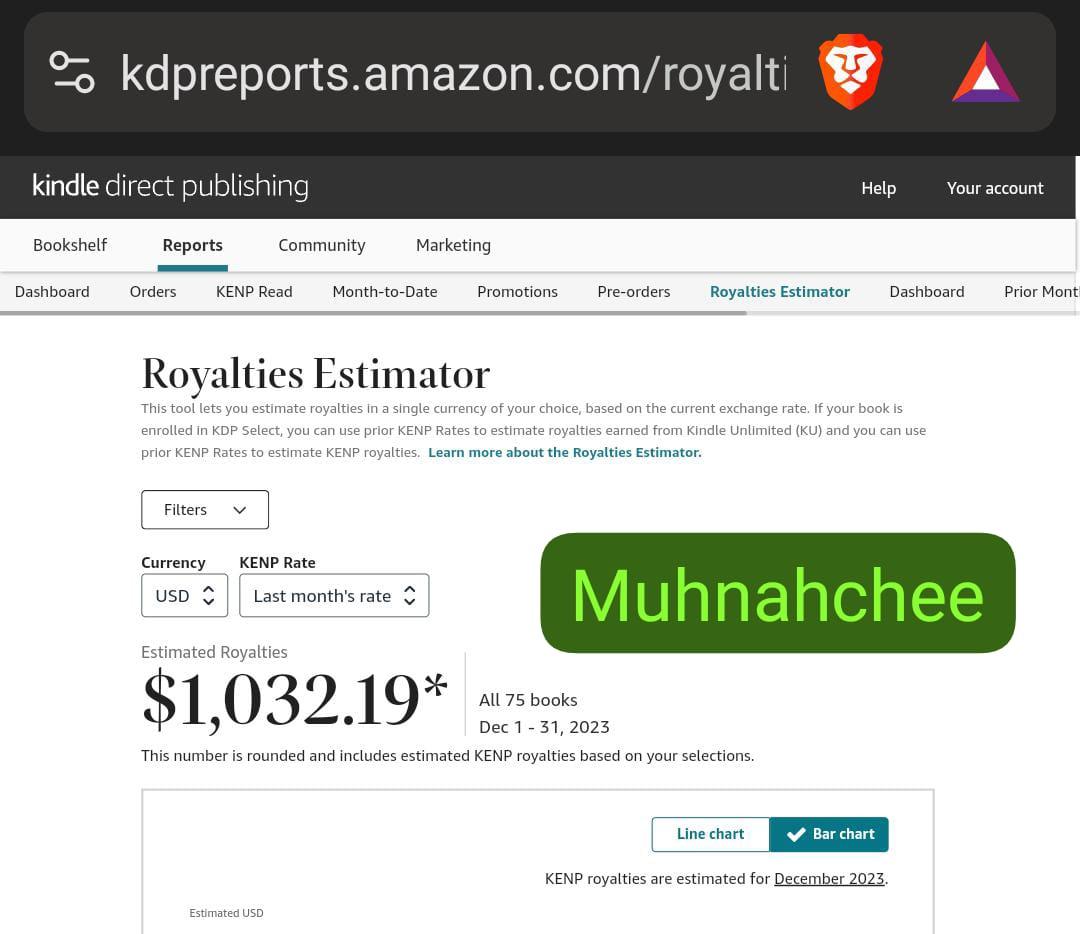 kdpreports.amazon.com/royalti
kindle direct publishing
Help
Your account
Bookshelf
Reports
Community
Marketing
Dashboard
Orders
KENP Read
Month-to-Date
Promotions
Pre-orders
Royalties Estimator
Dashboard
Prior Mont
Royalties Estimator
This tool lets you estimate royalties in a single currency of your choice, based on the current exchange rate. If your book is
enrolled in KDP Select, you can use prior KENP Rates to estimate royalties earned from Kindle Unlimited (KU) and you can use
prior KENP Rates to estimate KENP royalties. Learn more about the Royalties Estimator.
Filters
Currency
KENP Rate
USD
Last month's rate
Muhnahchee
Estimated Royalties
$1,032.19*
All 75 books
Dec 1 - 31, 2023
This number is rounded and includes estimated KENP royalties based on your selections.
Line chart
Bar chart
KENP royalties are estimated for December 2023.
Estimated USD